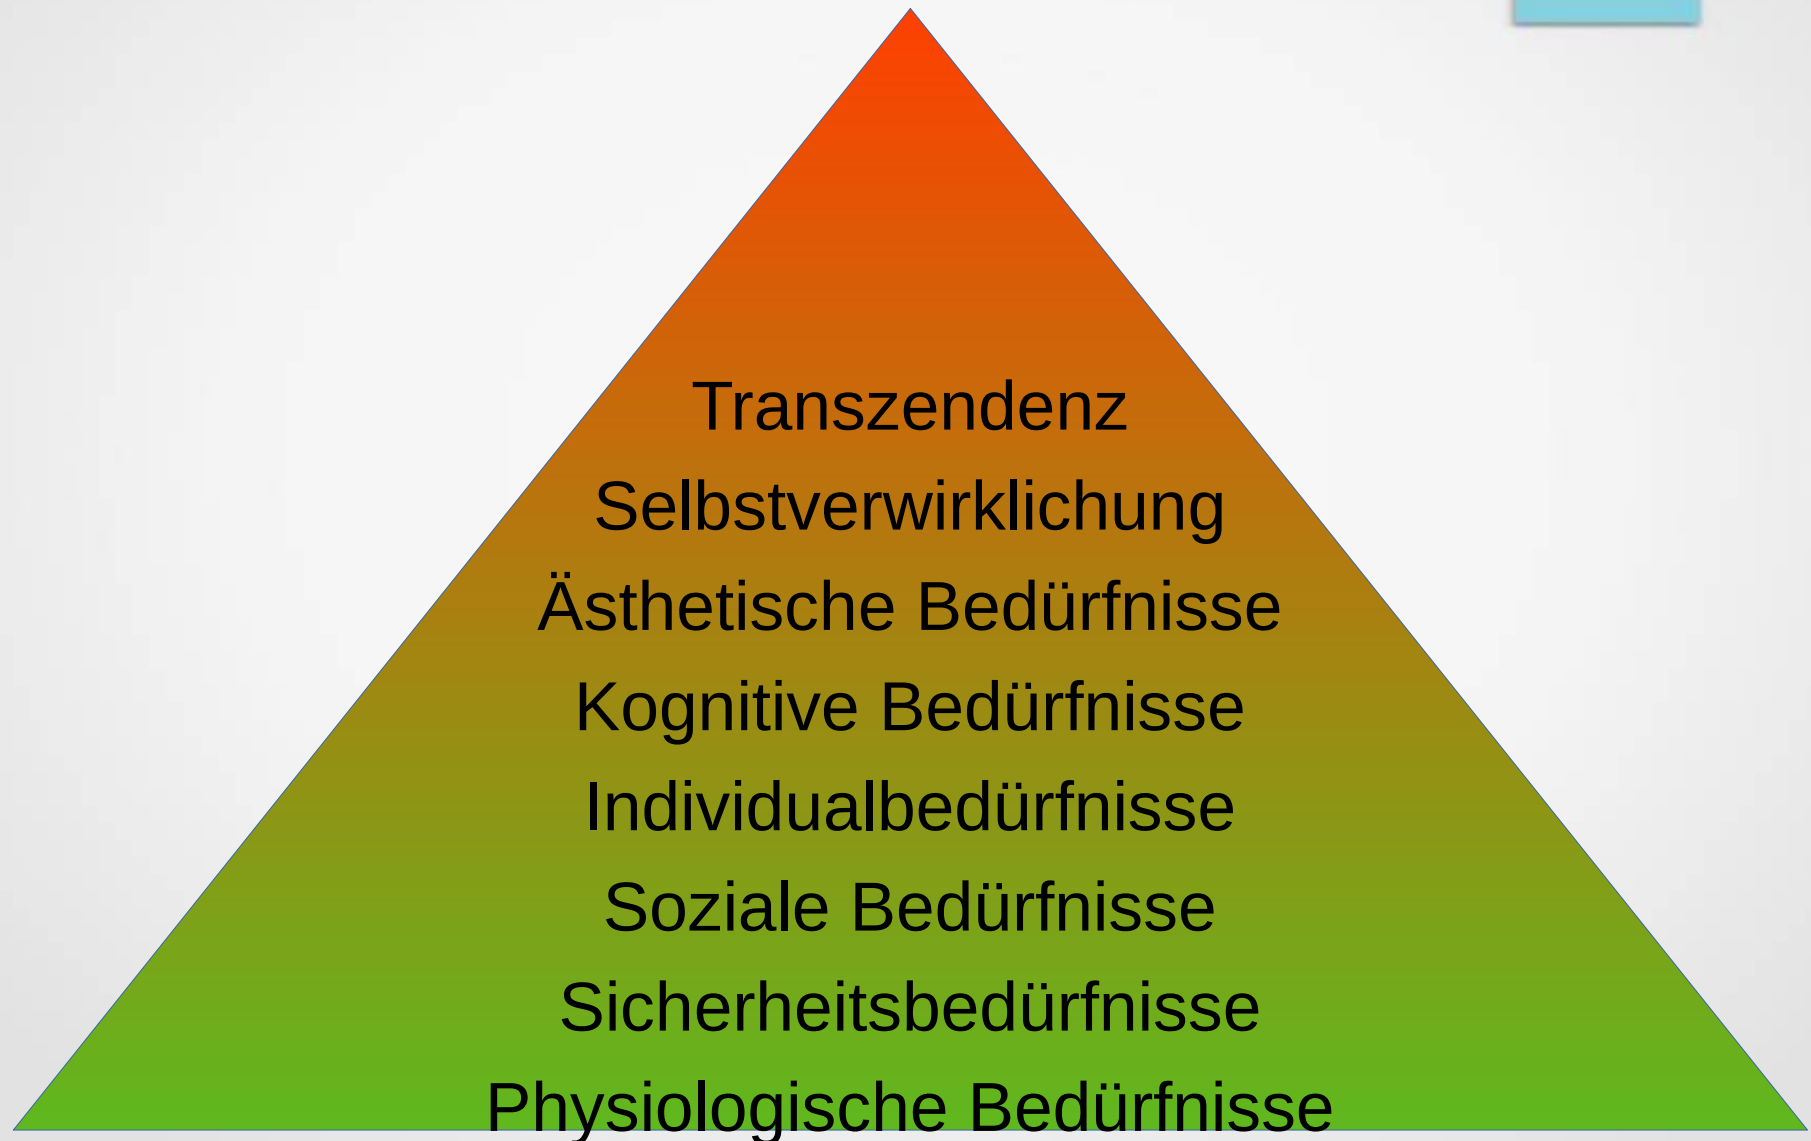 Transzendenz
Selbstverwirklichung
Ästhetische Bedürfnisse
Kognitive Bedürfnisse
Individualbedürfnisse
Soziale Bedürfnisse
Sicherheitsbedürfnisse
Physiologische Bedürfnisse